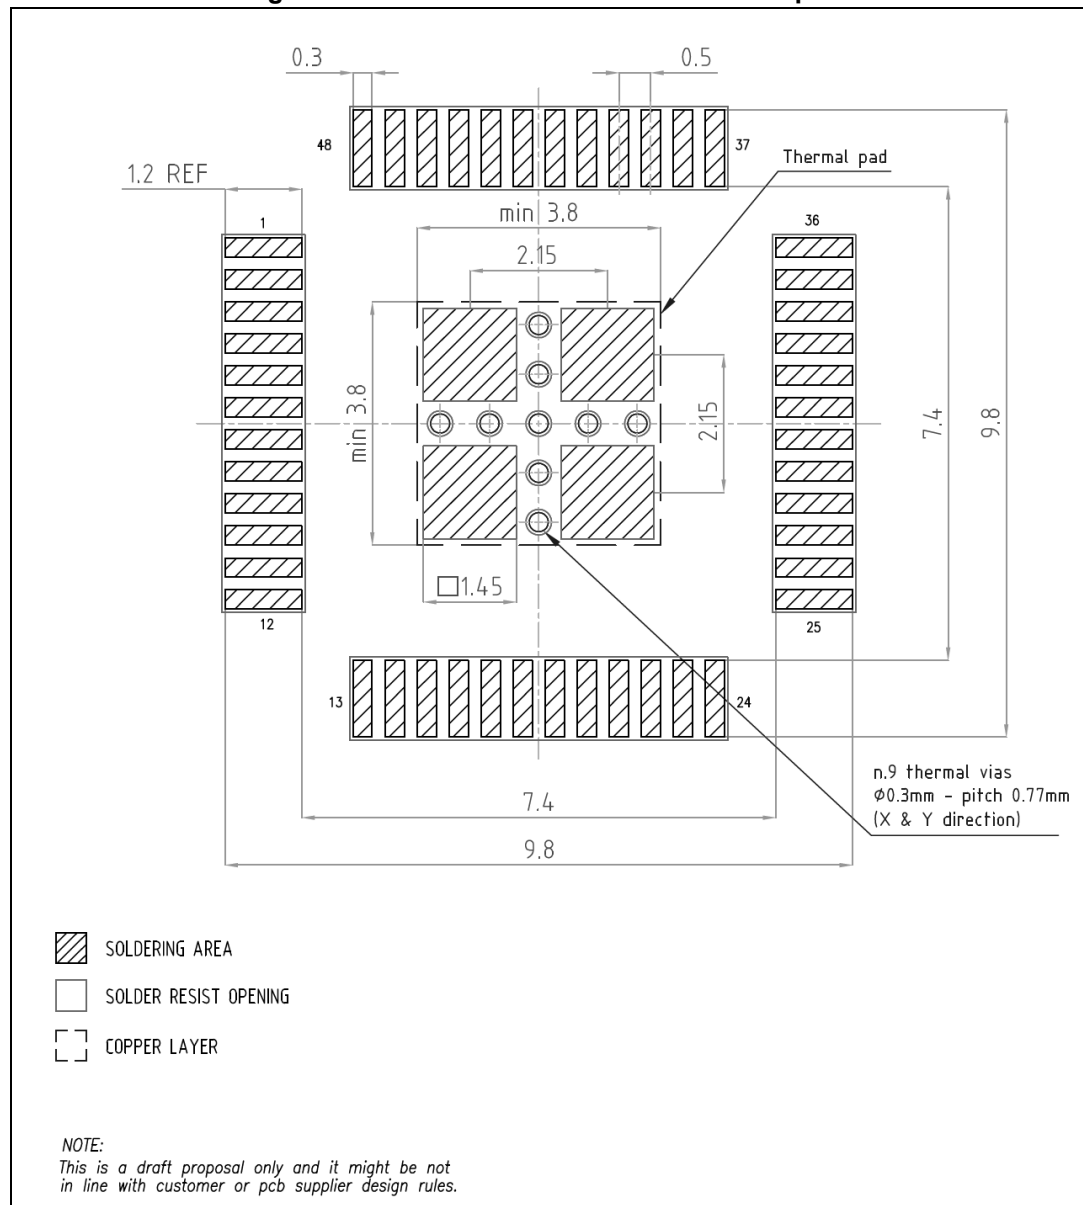 0.3
0.5
48
37
Thermal pad
1.2 REF
min 3.8
1
36
2.15
min 3.8
2.15
7.4
9.8
□1.45
12
25
13
24
n.9 thermal vias
Ø0.3mm - pitch 0.77mm
(X & Y direction)
7.4
9.8
SOLDERING AREA
SOLDER RESIST OPENING
COPPER LAYER
NOTE:
This is a draft proposal only and it might be not
in line with customer or pcb supplier design rules.